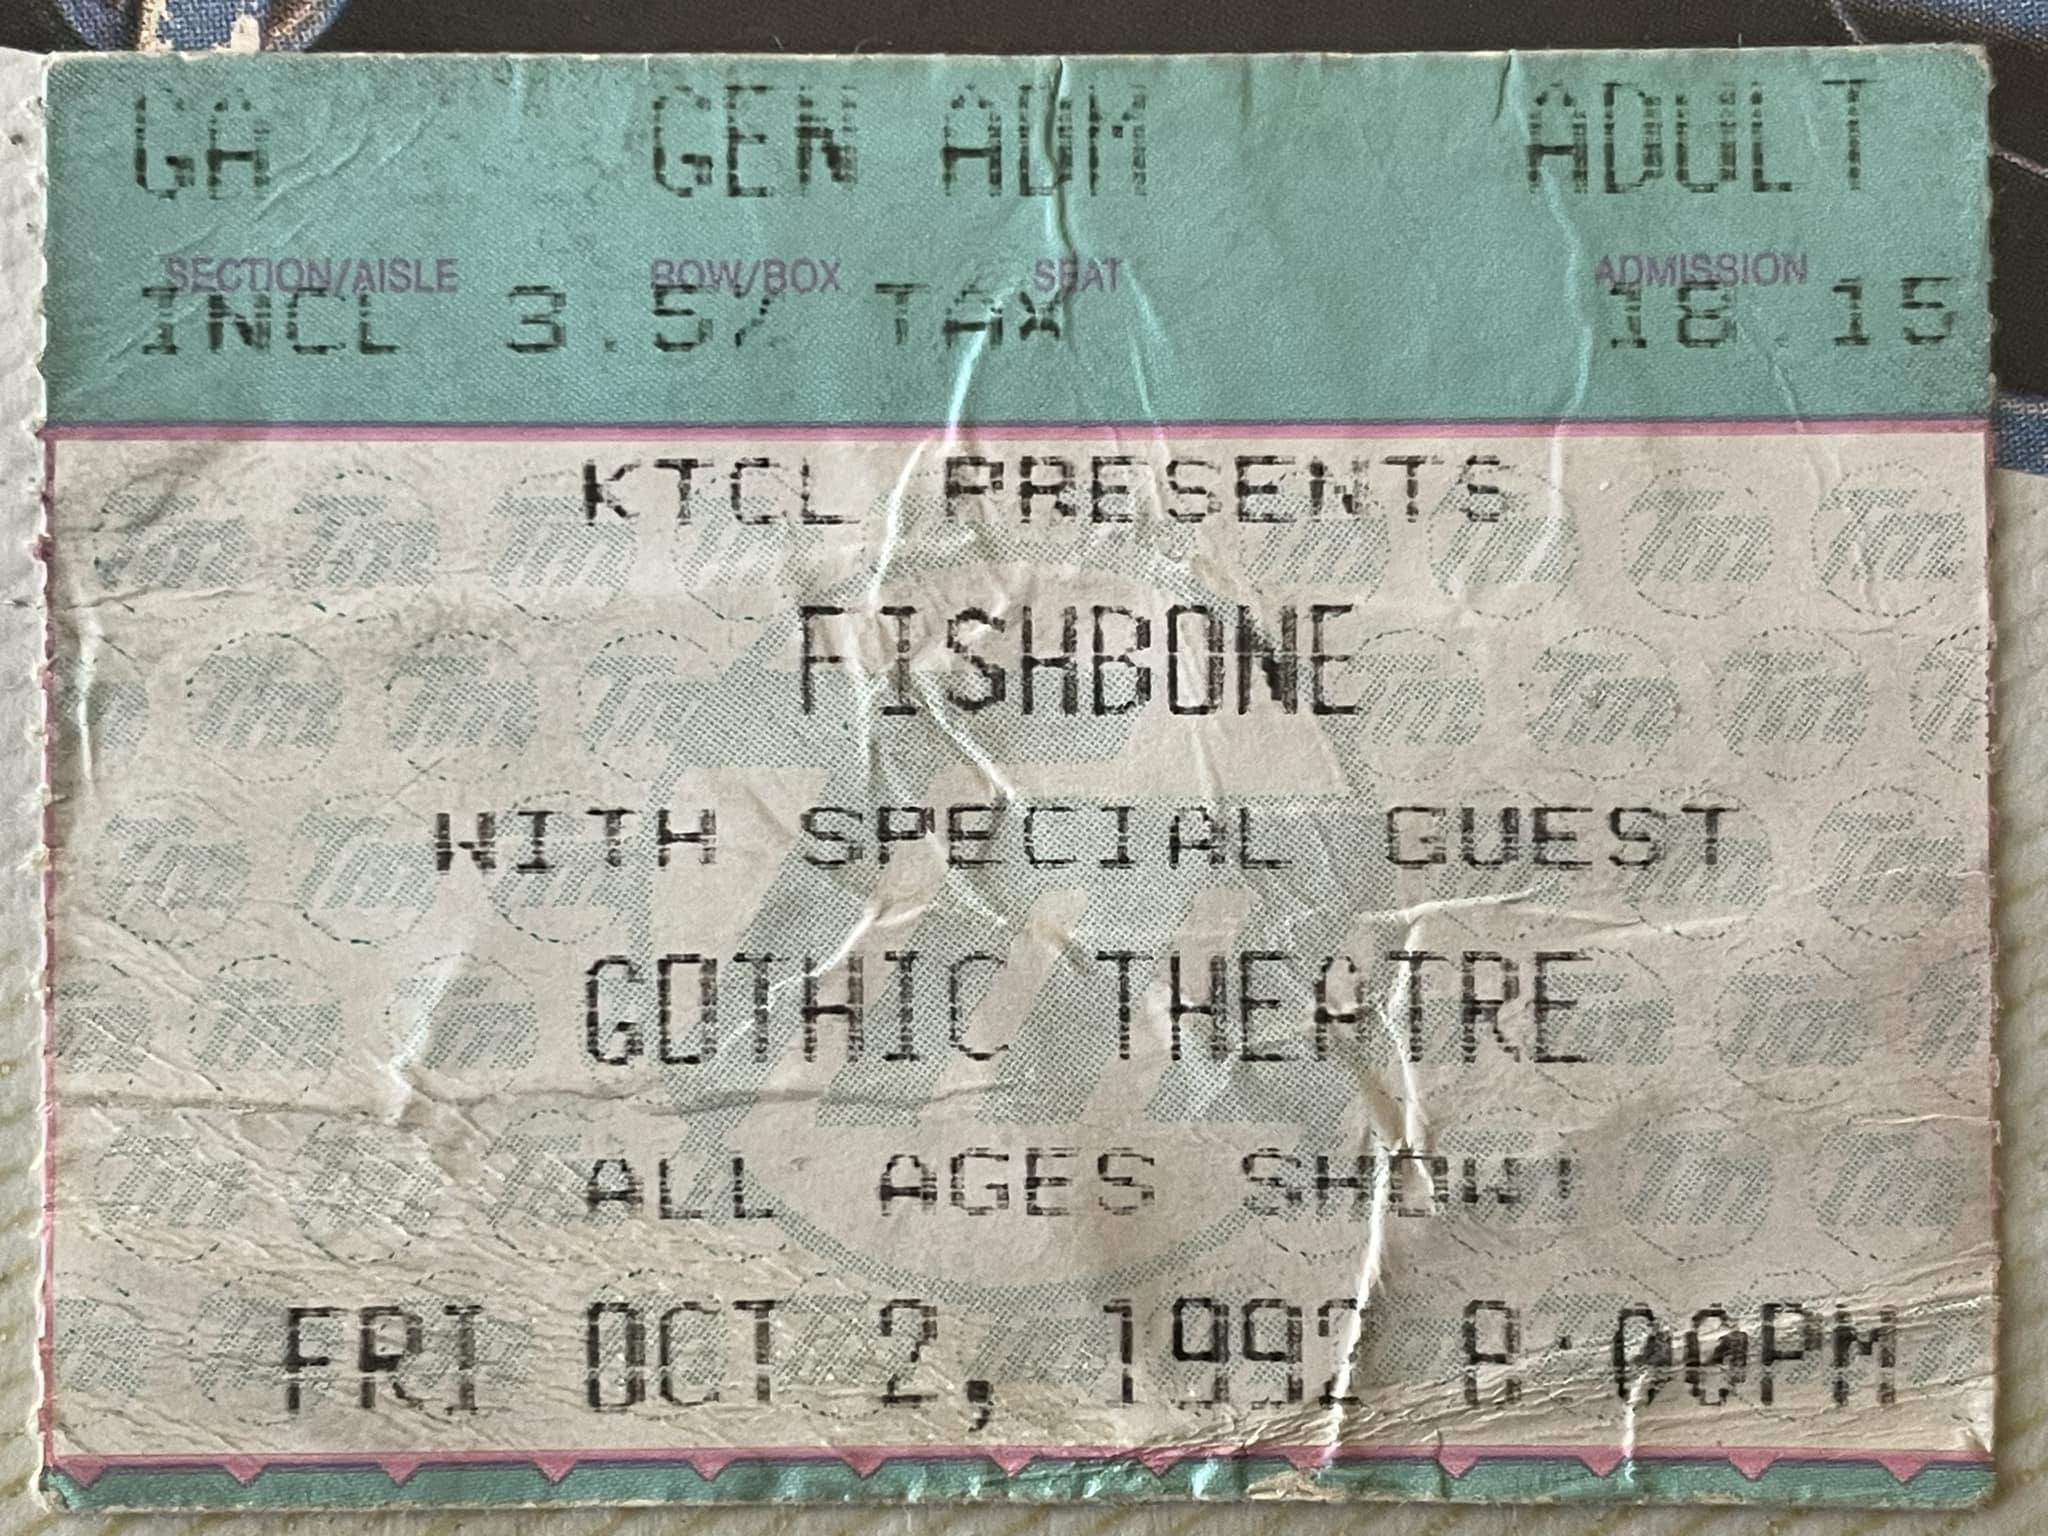 GA GEN ADM ADULT
SECTION/AISLE ROW/BOX SEAT ADMISSION
INCL 3.5% TAX 18.15
KTCL PRESENTS
FISHBONE
WITH SPECIAL GUEST
GOTHIC THEATRE
ALL AGES SHOW!
FRI OCT 2, 1992 8:00PM